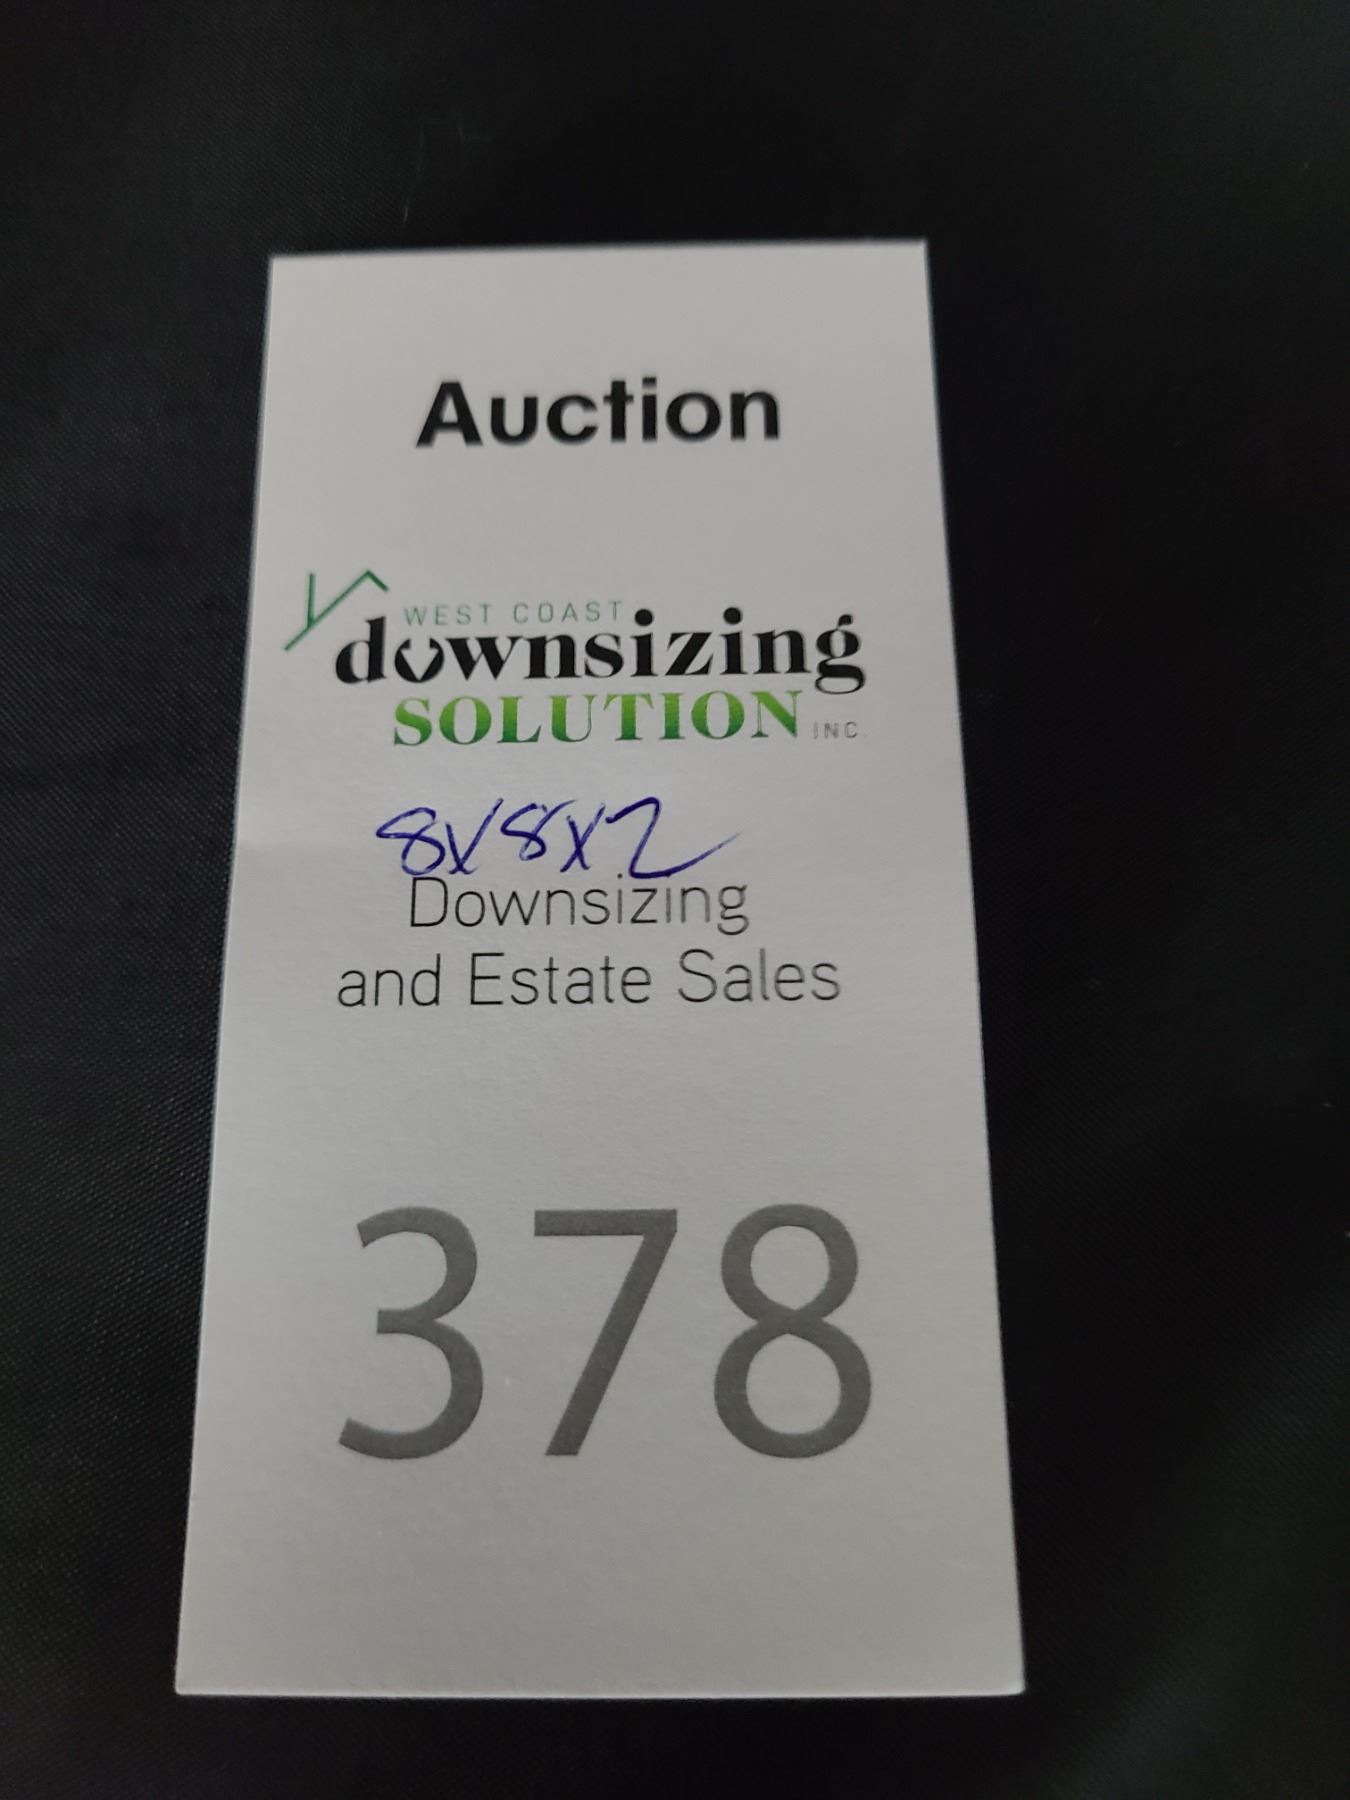 Auction
WEST COAST
downsizing
SOLUTION INC.
8x8x2
Downsizing
and Estate Sales
378